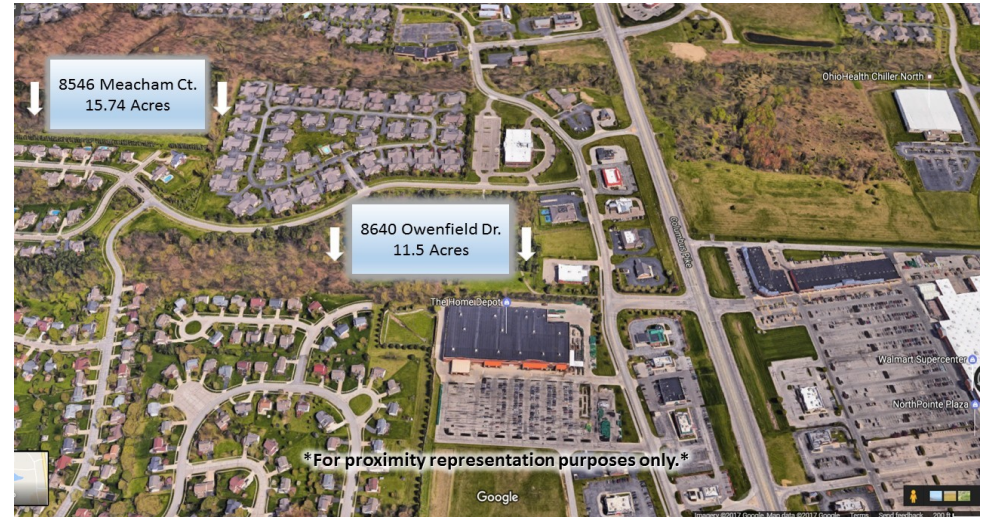 OhioHealth Chiller North
8546 Meacham Ct.
15.74 Acres
8640 Owenfield Dr.
11.5 Acres
Columbus Pike
The Home Depot
Walmart Supercenter
NorthPointe Plaza
*For proximity representation purposes only.*
Google
Imagery ©2017 Google, Map data ©2017 Google Terms Send feedback 200 ft